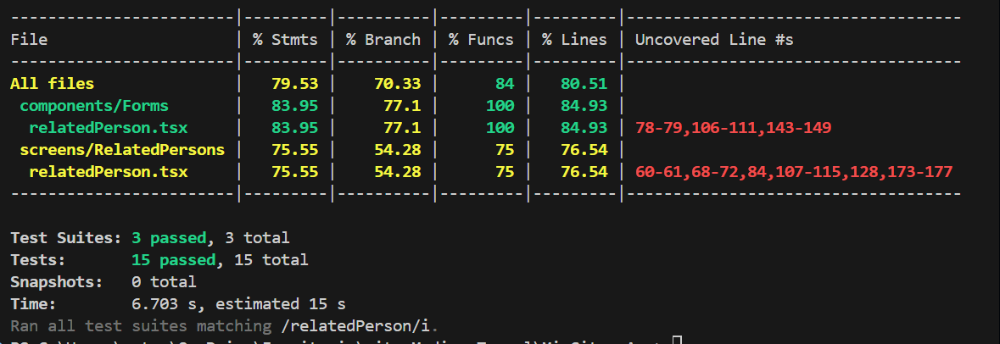 ------------------------|---------|----------|---------|---------|------------------------------------
File                    | % Stmts | % Branch | % Funcs | % Lines | Uncovered Line #s
------------------------|---------|----------|---------|---------|------------------------------------
All files               |   79.53 |    70.33 |      84 |   80.51 |
 components/Forms       |   83.95 |     77.1 |     100 |   84.93 |
  relatedPerson.tsx     |   83.95 |     77.1 |     100 |   84.93 | 78-79,106-111,143-149
 screens/RelatedPersons |   75.55 |    54.28 |      75 |   76.54 |
  relatedPerson.tsx     |   75.55 |    54.28 |      75 |   76.54 | 60-61,68-72,84,107-115,128,173-177
------------------------|---------|----------|---------|---------|------------------------------------
Test Suites: 3 passed, 3 total
Tests:       15 passed, 15 total
Snapshots:   0 total
Time:        6.703 s, estimated 15 s
Ran all test suites matching /relatedPerson/i.